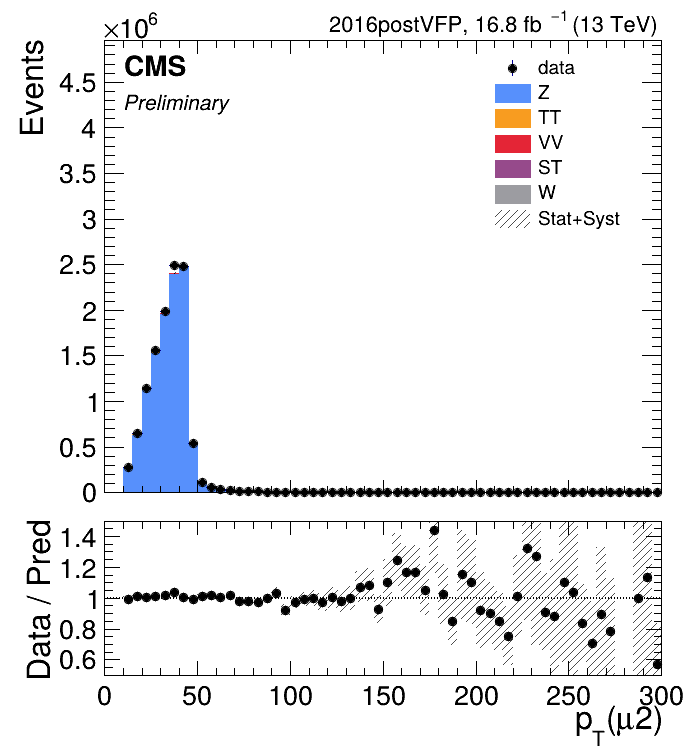 ×10⁶
2016postVFP, 16.8 fb ⁻¹ (13 TeV)
CMS
Preliminary
data
Z
TT
VV
ST
W
Stat+Syst
Events
4.5
4
3.5
3
2.5
2
1.5
1
0.5
0
Data / Pred
1.4
1.2
1
0.8
0.6
0 50 100 150 200 250 300
p_T(μ2)